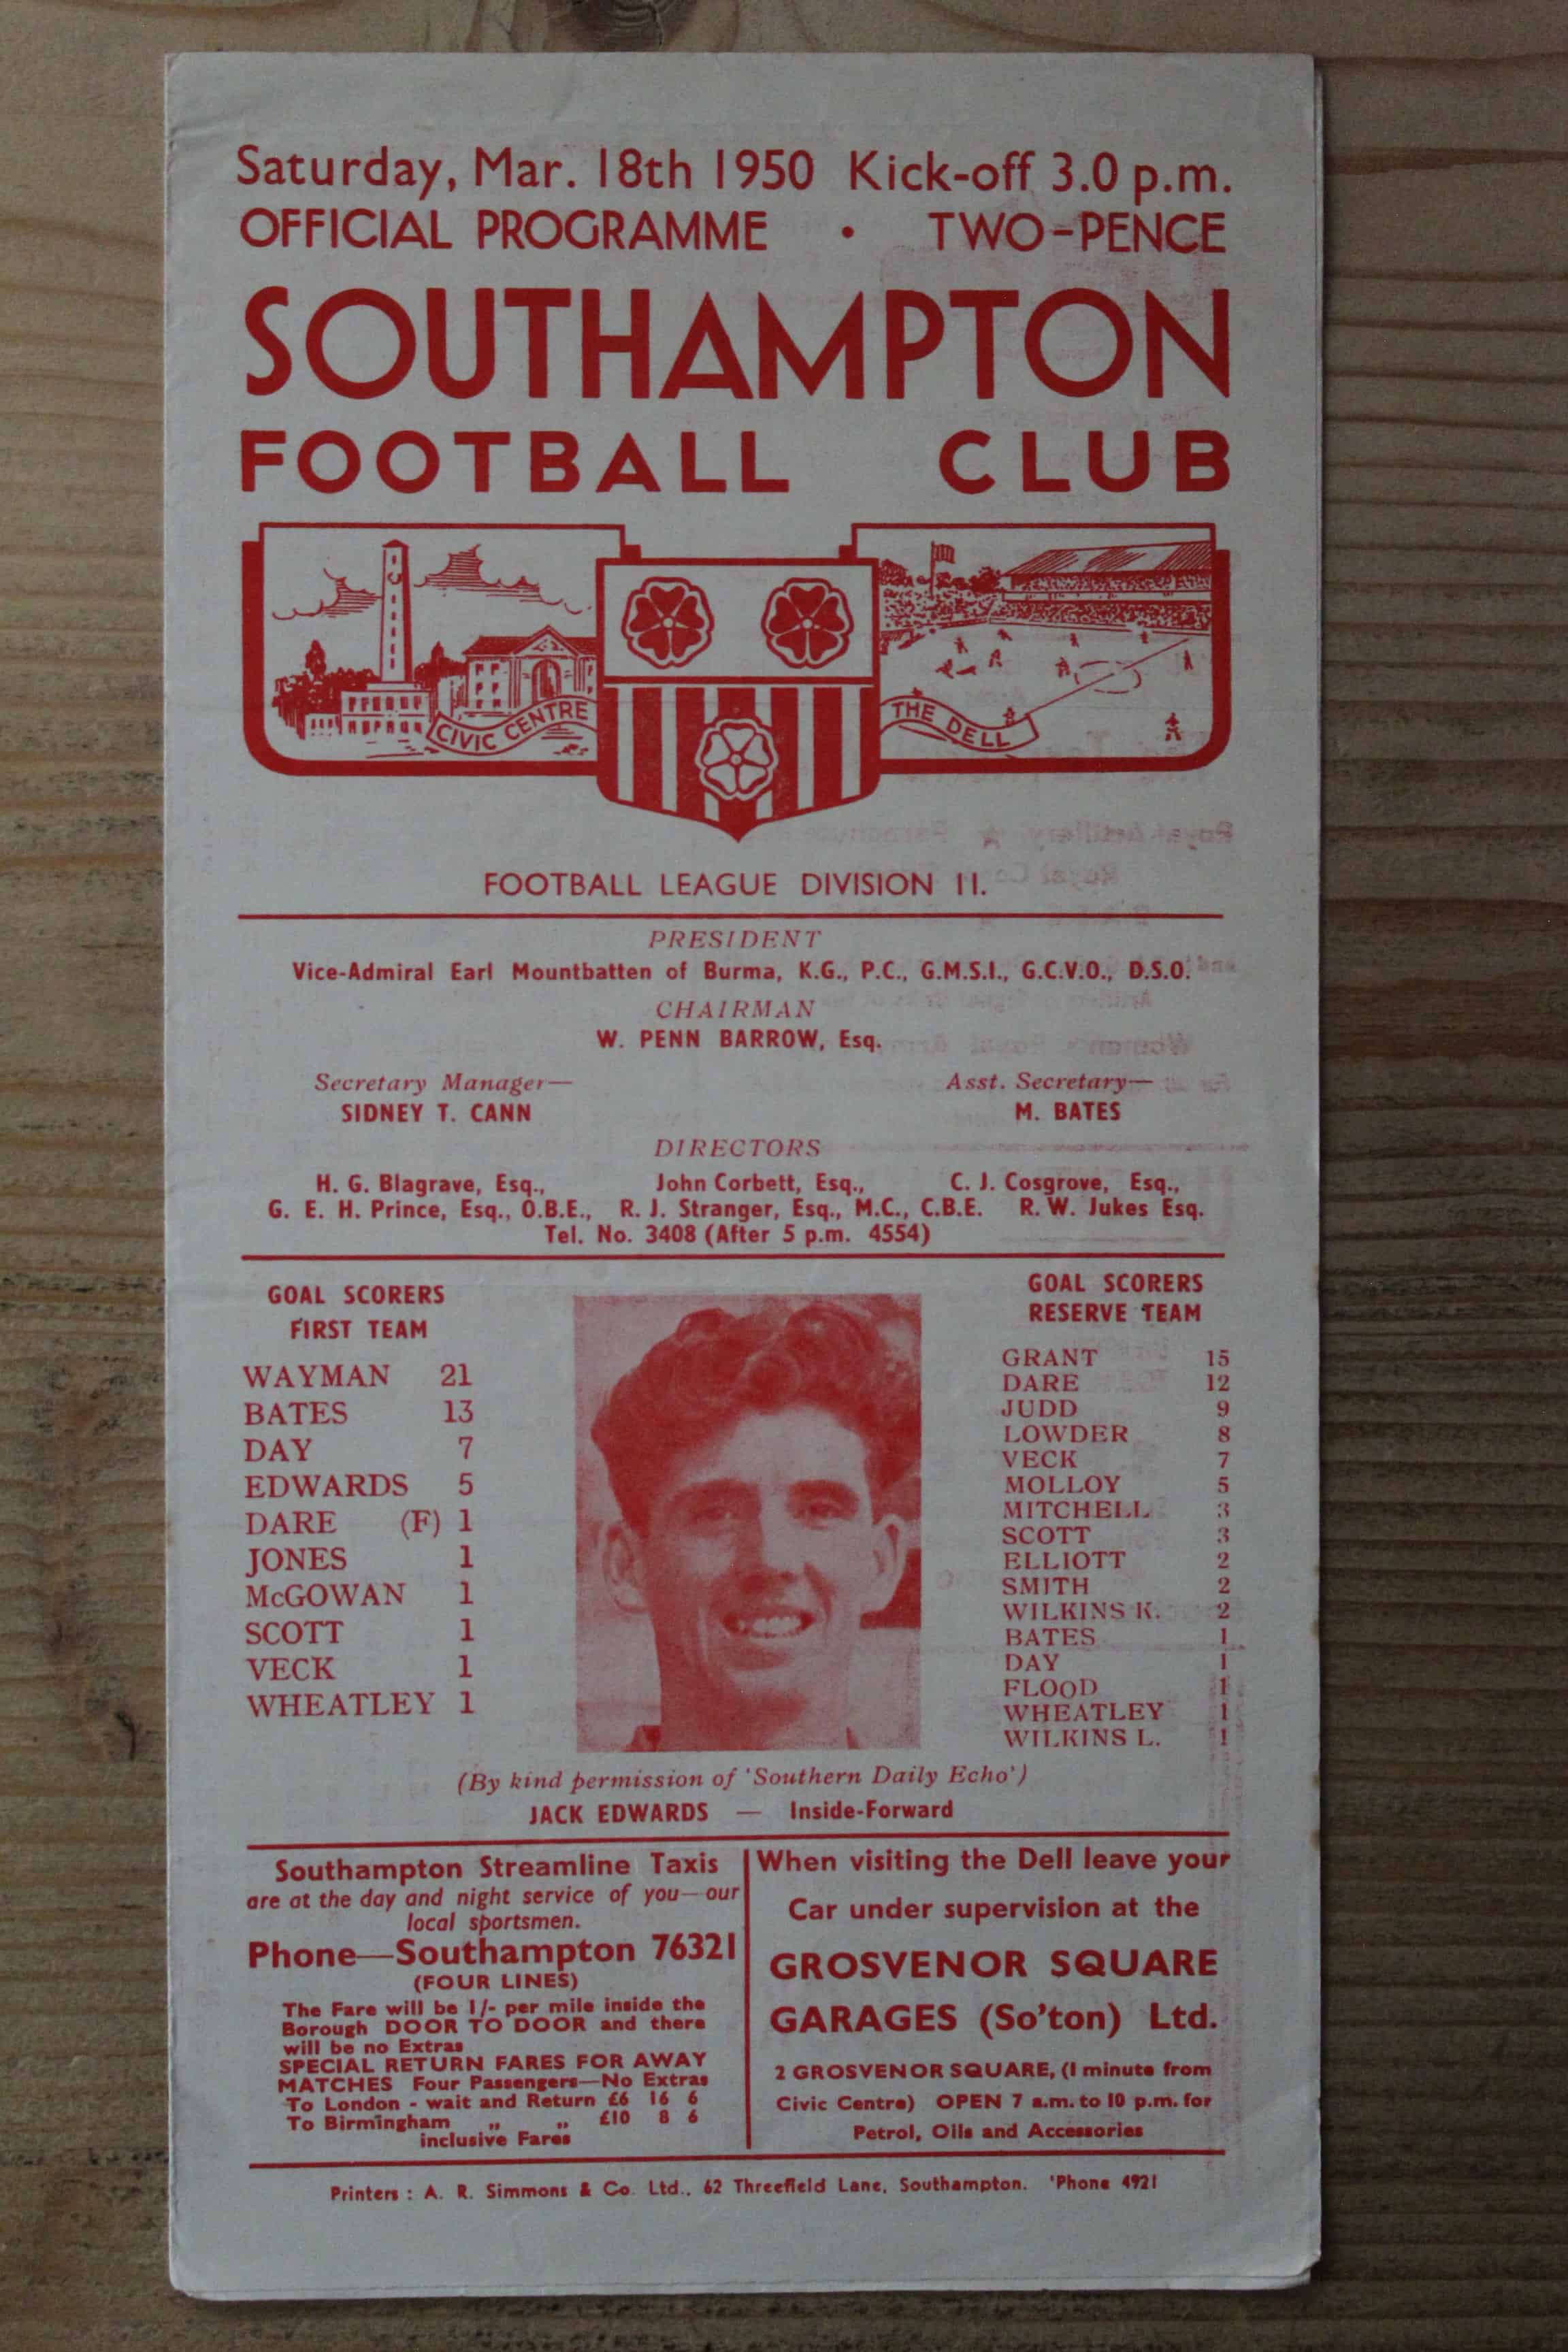 Saturday, Mar. 18th 1950 Kick-off 3.0 p.m.
OFFICIAL PROGRAMME • TWO-PENCE
SOUTHAMPTON
FOOTBALL CLUB
CIVIC CENTRE
THE DELL
FOOTBALL LEAGUE DIVISION II.
PRESIDENT
Vice-Admiral Earl Mountbatten of Burma, K.G., P.C., G.M.S.I., G.C.V.O., D.S.O.
CHAIRMAN
W. PENN BARROW, Esq.
Secretary Manager— Asst. Secretary—
SIDNEY T. CANN M. BATES
DIRECTORS
H. G. Blagrave, Esq., John Corbett, Esq., C. J. Cosgrove, Esq.,
G. E. H. Prince, Esq., O.B.E., R. J. Stranger, Esq., M.C., C.B.E. R. W. Jukes Esq.
Tel. No. 3408 (After 5 p.m. 4554)
GOAL SCORERS
FIRST TEAM
WAYMAN 21
BATES 13
DAY 7
EDWARDS 5
DARE (F) 1
JONES 1
McGOWAN 1
SCOTT 1
VECK 1
WHEATLEY 1
GOAL SCORERS
RESERVE TEAM
GRANT 15
DARE 12
JUDD 9
LOWDER 8
VECK 7
MOLLOY 5
MITCHELL 3
SCOTT 3
ELLIOTT 2
SMITH 2
WILKINS K. 2
BATES 1
DAY 1
FLOOD 1
WHEATLEY 1
WILKINS L. 1
(By kind permission of 'Southern Daily Echo')
JACK EDWARDS — Inside-Forward
Southampton Streamline Taxis
are at the day and night service of you—our
local sportsmen.
Phone—Southampton 76321
(FOUR LINES)
The Fare will be 1/- per mile inside the
Borough DOOR TO DOOR and there
will be no Extras
SPECIAL RETURN FARES FOR AWAY
MATCHES Four Passengers—No Extras
To London - wait and Return £6 16 6
To Birmingham „ „ £10 8 6
inclusive Fares
When visiting the Dell leave your
Car under supervision at the
GROSVENOR SQUARE
GARAGES (So'ton) Ltd.
2 GROSVENOR SQUARE, (1 minute from
Civic Centre) OPEN 7 a.m. to 10 p.m. for
Petrol, Oils and Accessories
Printers : A. R. Simmons & Co. Ltd., 62 Threefield Lane, Southampton. 'Phone 4921